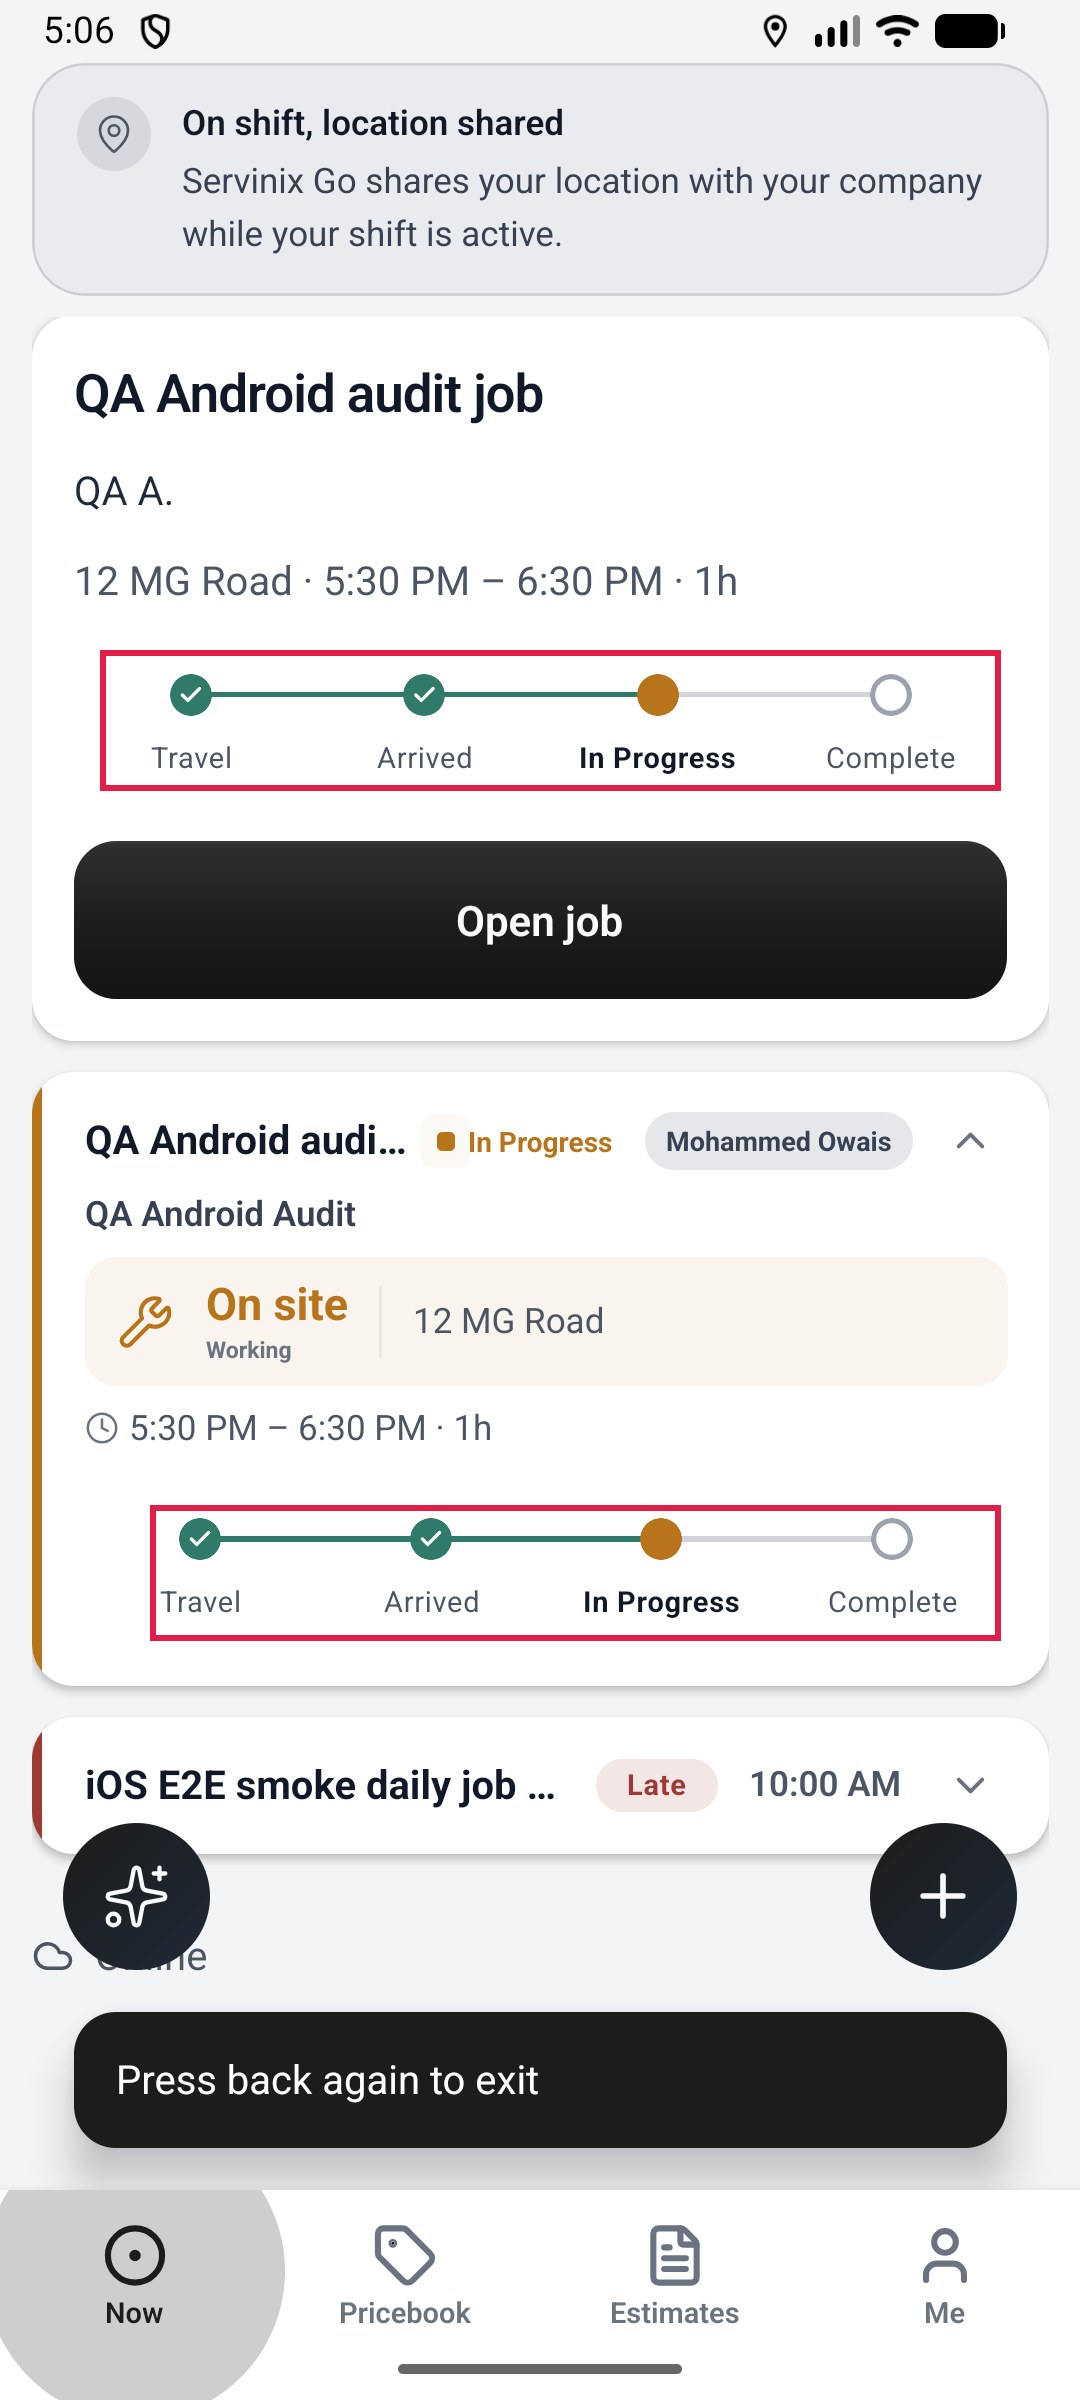 5:06
On shift, location shared
Servinix Go shares your location with your company
while your shift is active.
QA Android audit job
QA A.
12 MG Road · 5:30 PM – 6:30 PM · 1h
Travel Arrived In Progress Complete
Open job
QA Android audi... In Progress Mohammed Owais
QA Android Audit
On site
Working
12 MG Road
5:30 PM – 6:30 PM · 1h
Travel Arrived In Progress Complete
iOS E2E smoke daily job ... Late 10:00 AM
Press back again to exit
Now Pricebook Estimates Me